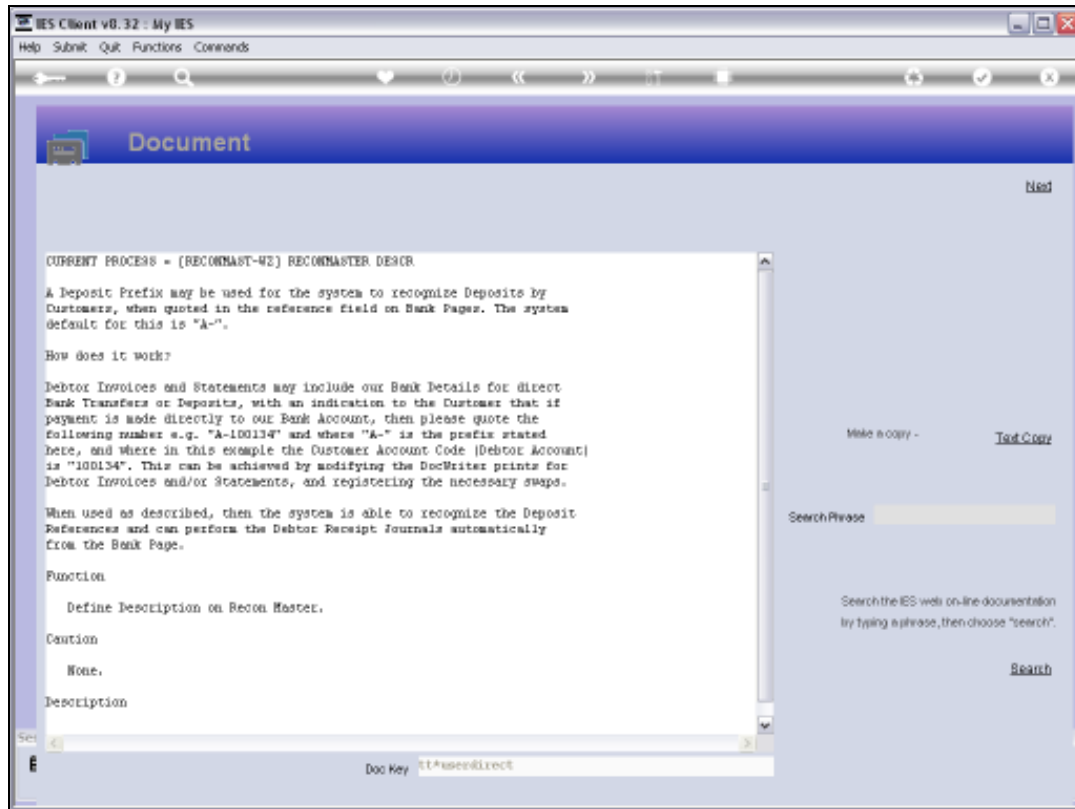 IES Client v8.32 : My IES
Help Submit Quit Functions Commands
Document
Next
CURRENT PROCESS = [RECONMAST-WZ] RECONMASTER DESCR
A Deposit Prefix may be used for the system to recognize Deposits by
Customers, when quoted in the reference field on Bank Pages. The system
default for this is "A-".
How does it work?
Debtor Invoices and Statements may include our Bank Details for direct
Bank Transfers or Deposits, with an indication to the Customer that if
payment is made directly to our Bank Account, then please quote the
following number e.g. "A-100134" and where "A-" is the prefix stated
here, and where in this example the Customer Account Code (Debtor Account)
is "100134". This can be achieved by modifying the DocWriter prints for
Debtor Invoices and/or Statements, and registering the necessary swaps.
When used as described, then the system is able to recognize the Deposit
References and can perform the Debtor Receipt Journals automatically
from the Bank Page.
Function
Define Description on Recon Master.
Caution
None.
Description
Make a copy -
Text Copy
Search Phrase
Search the IES web on-line documentation
by typing a phrase, then choose "search".
Search
Doc Key tt*userdirect